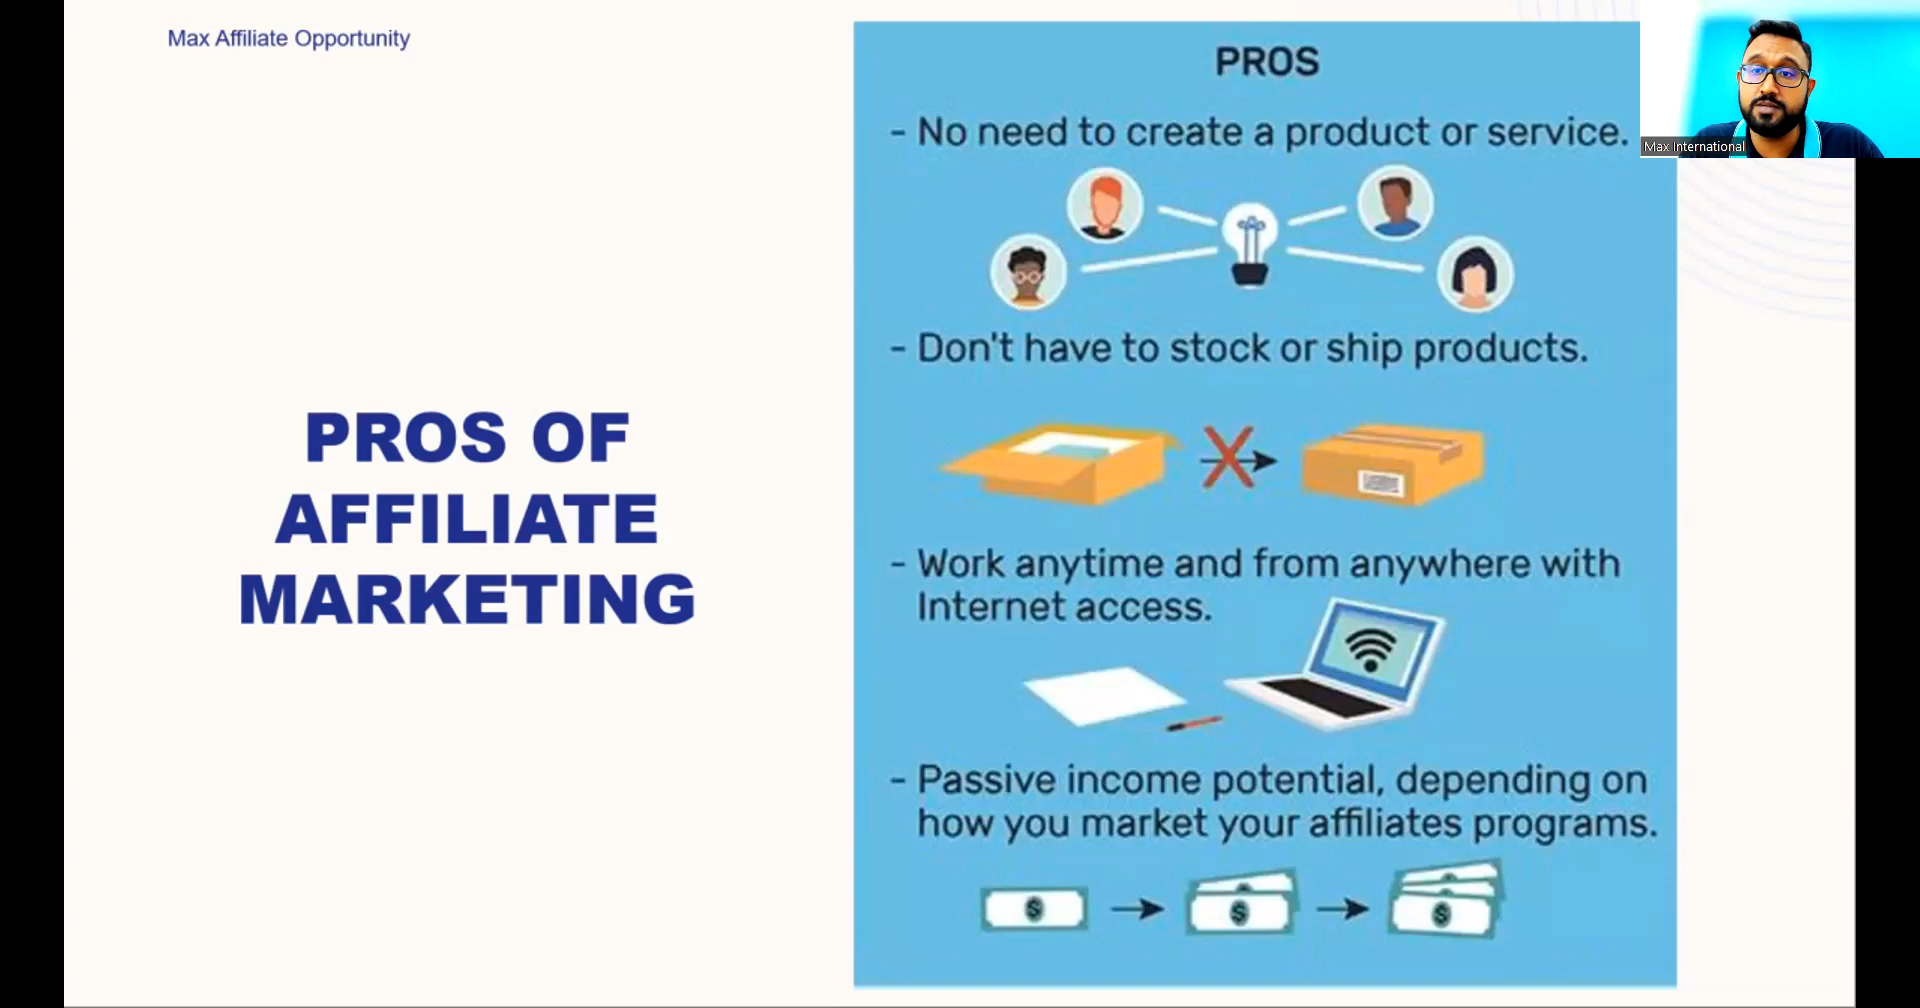 Max Affiliate Opportunity
PROS OF
AFFILIATE
MARKETING
PROS
- No need to create a product or service.
- Don't have to stock or ship products.
- Work anytime and from anywhere with
Internet access.
- Passive income potential, depending on
how you market your affiliates programs.
$
$
$
Max International